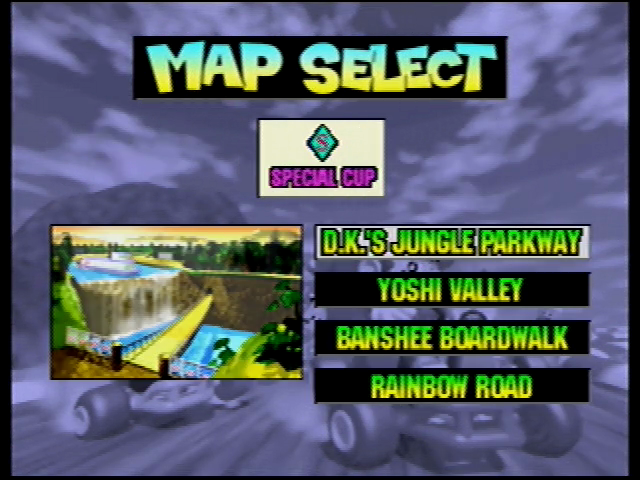 MAP SELECT
S
SPECIAL CUP
D.K.'S JUNGLE PARKWAY
YOSHI VALLEY
BANSHEE BOARDWALK
RAINBOW ROAD